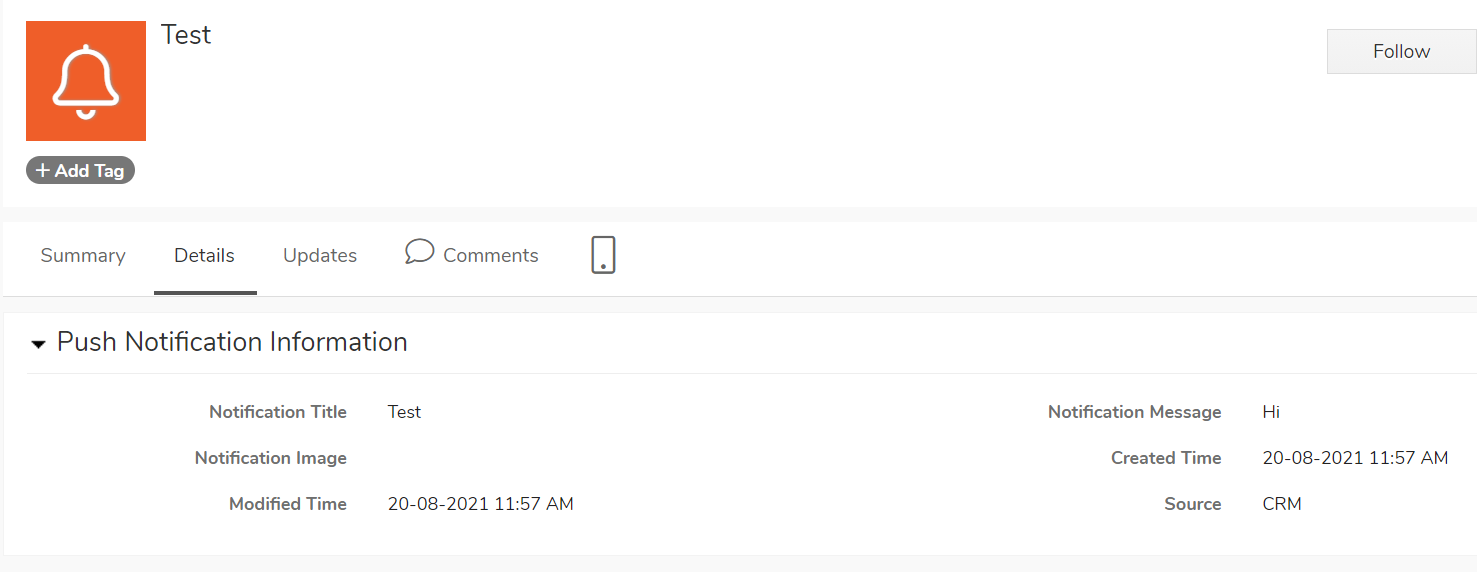 Test
Follow
+ Add Tag
Summary Details Updates Comments
Push Notification Information
Notification Title Test Notification Message Hi
Notification Image Created Time 20-08-2021 11:57 AM
Modified Time 20-08-2021 11:57 AM Source CRM